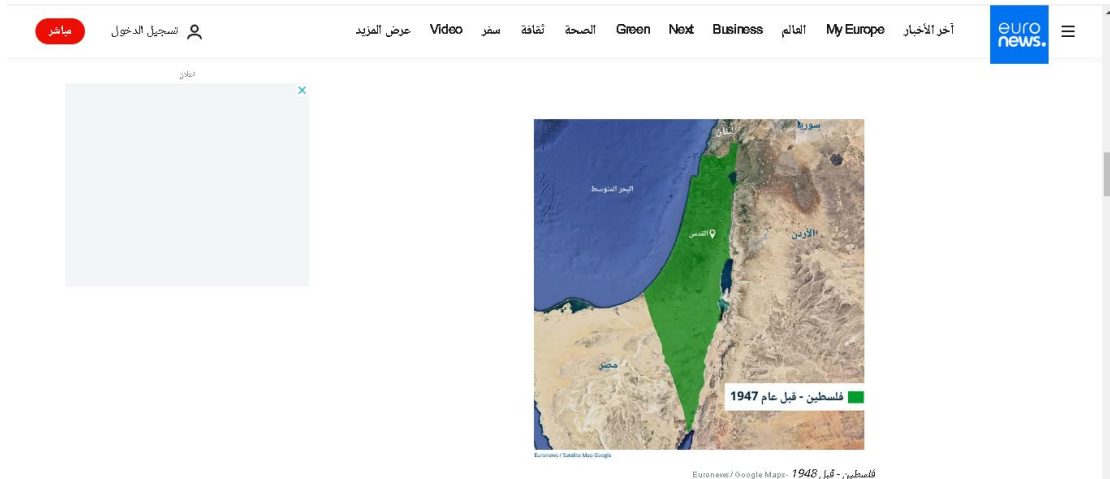 euronews.
آخر الأخبار My Europe العالم Business Next Green الصحة ثقافة سفر Video عرض المزيد
تسجيل الدخول
مباشر
اعلان
لبنان
سوريا
البحر المتوسط
القدس
الأردن
مصر
فلسطين - قبل عام 1947
Euronews / Satellite Map Google
فلسطين - قبل 1948 - Euronews / Google Maps